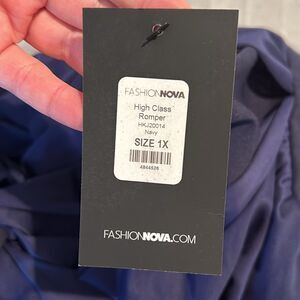 FASHIONNOVA
High Class
Romper
HKJ20014
Navy
SIZE 1X
4844526
FASHIONNOVA.COM